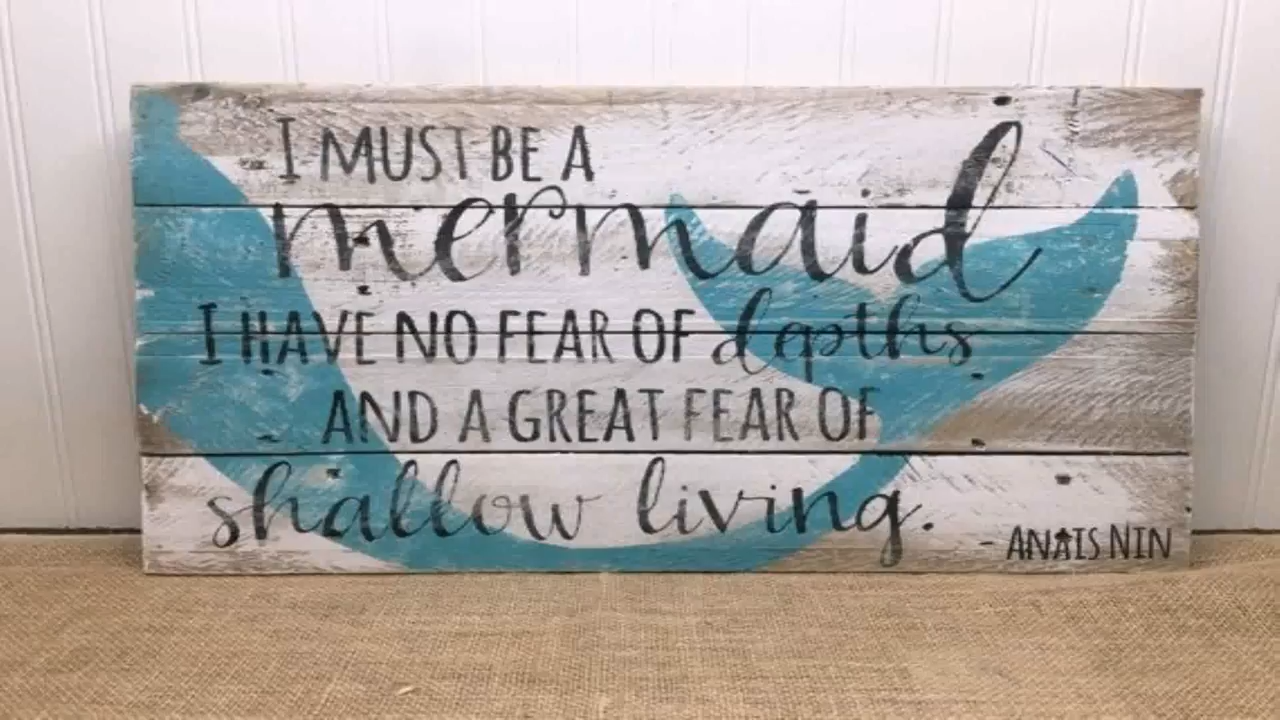 I MUST BE A
mermaid
I HAVE NO FEAR OF depths
AND A GREAT FEAR OF
shallow living.
- ANAIS NIN